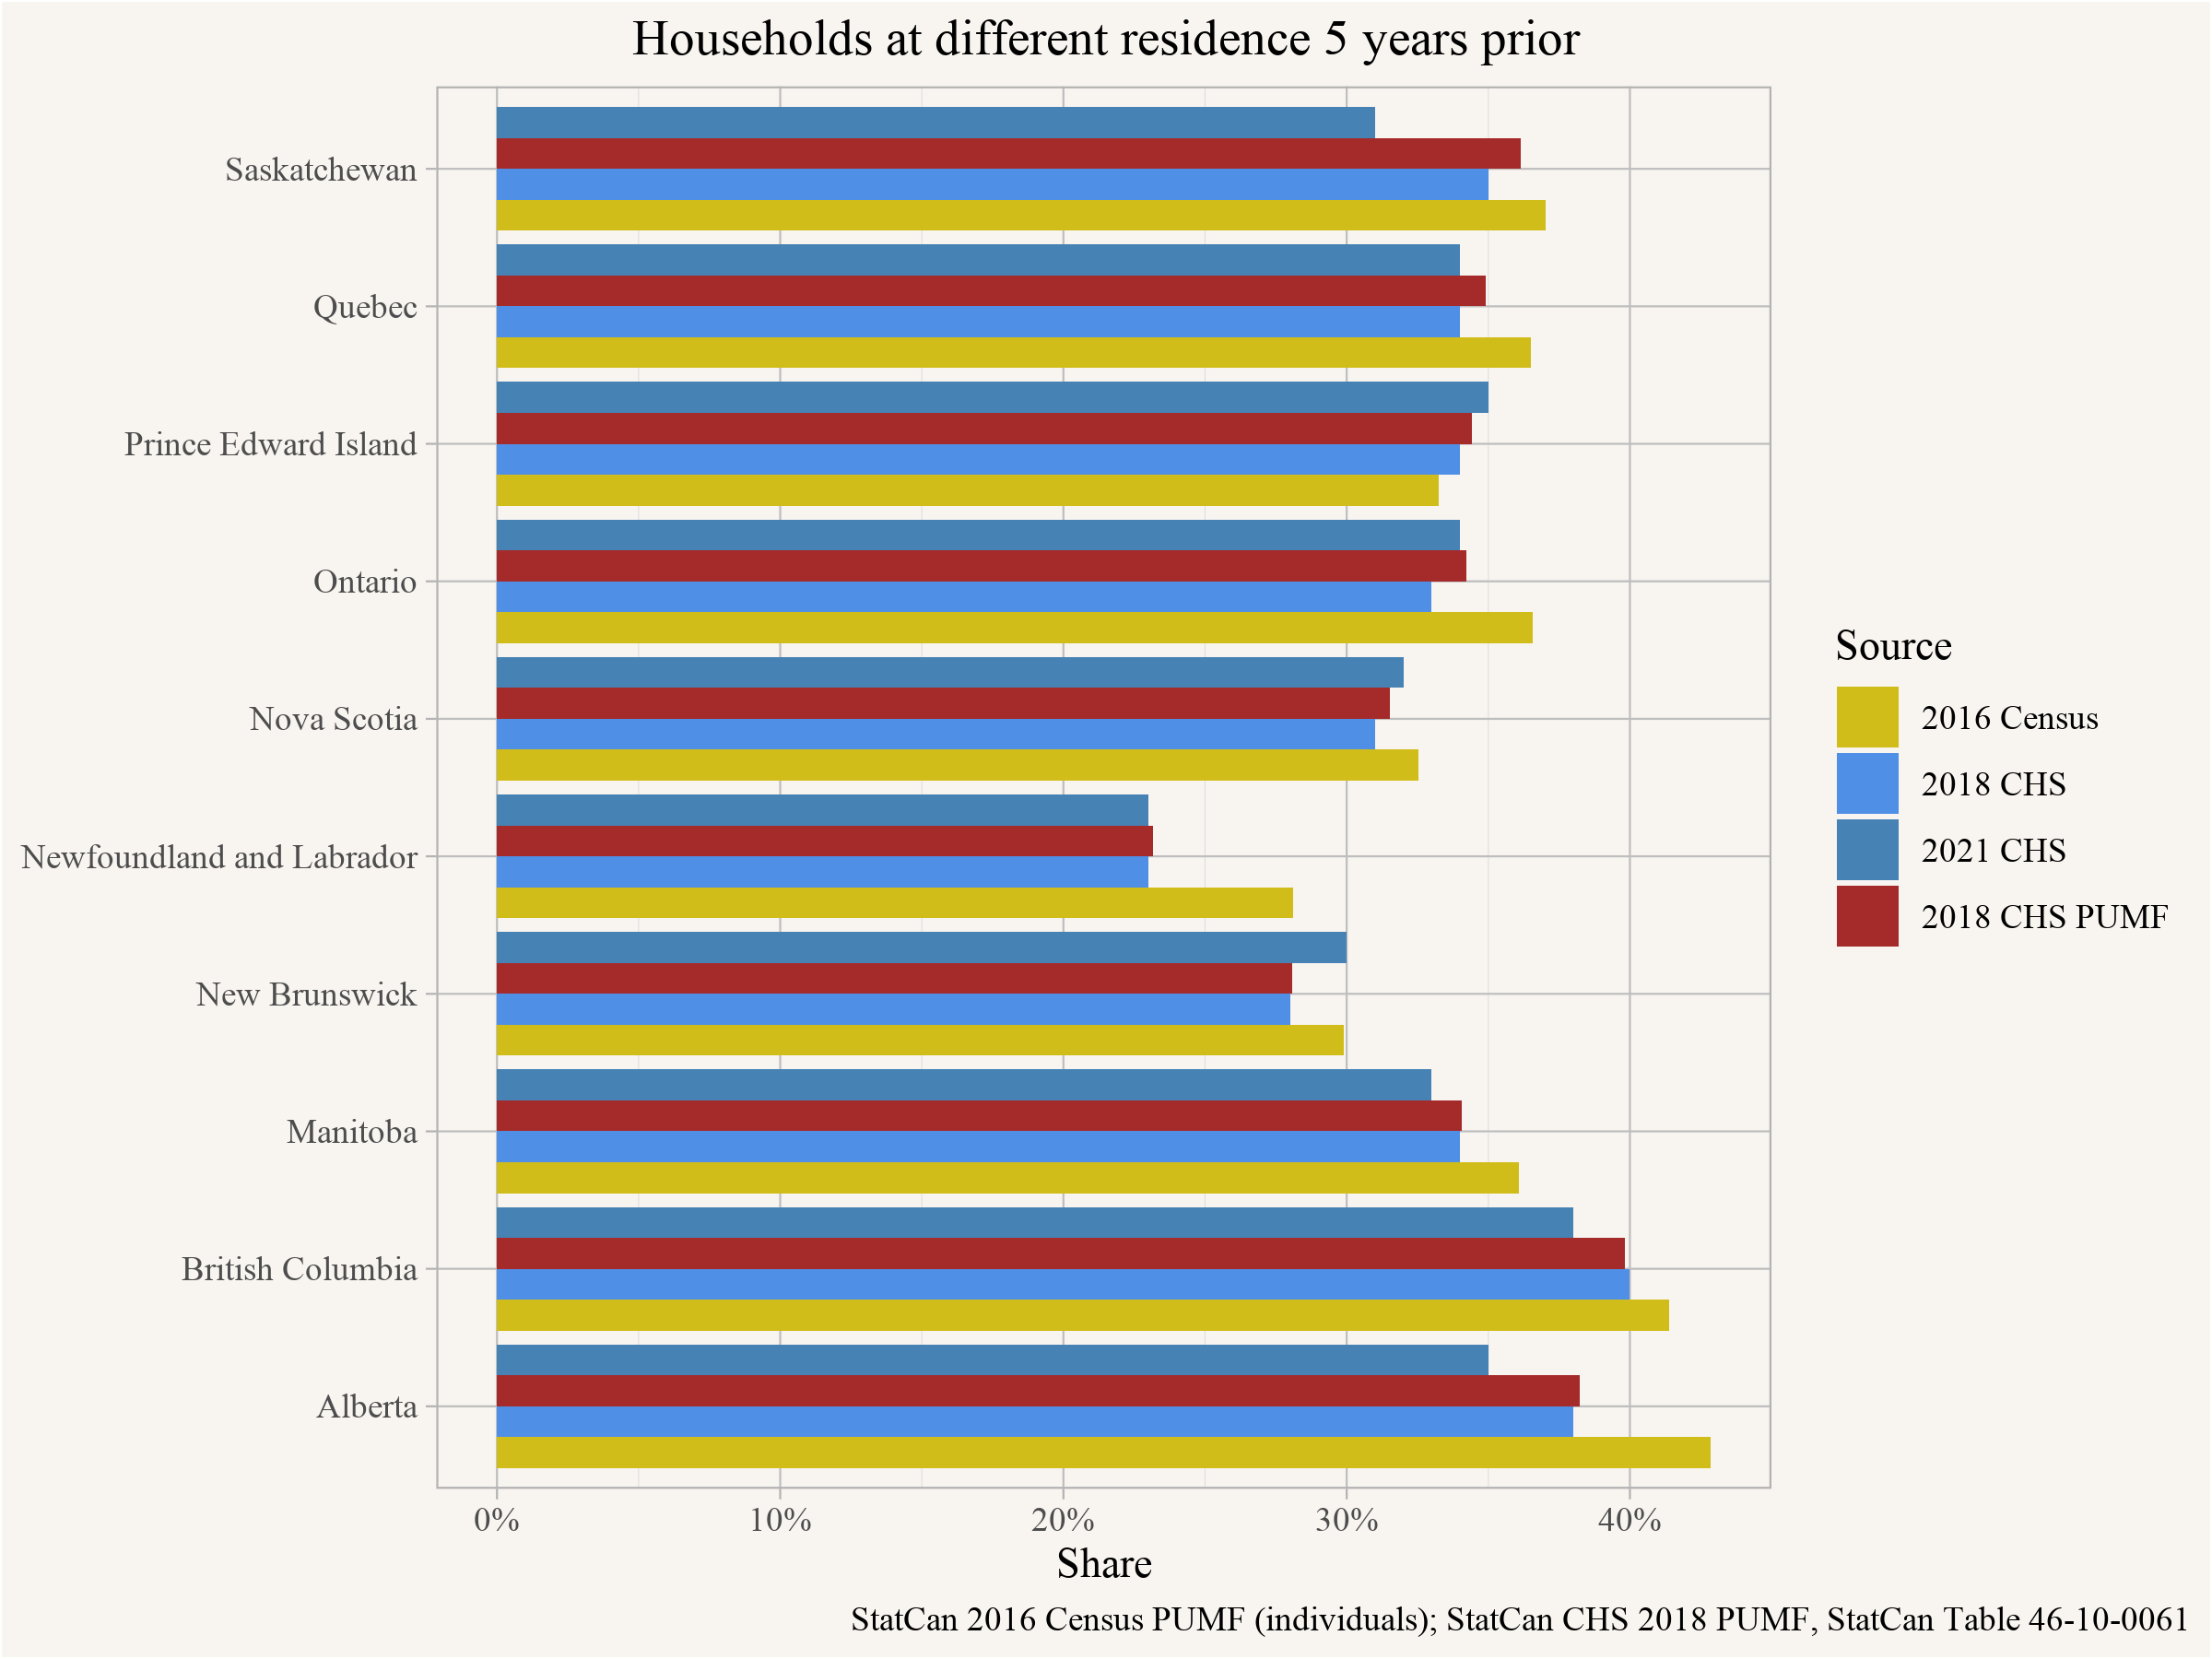 Households at different residence 5 years prior
Saskatchewan
Quebec
Prince Edward Island
Ontario
Nova Scotia
Newfoundland and Labrador
New Brunswick
Manitoba
British Columbia
Alberta
0% 10% 20% 30% 40%
Share
Source
2016 Census
2018 CHS
2021 CHS
2018 CHS PUMF
StatCan 2016 Census PUMF (individuals); StatCan CHS 2018 PUMF, StatCan Table 46-10-0061